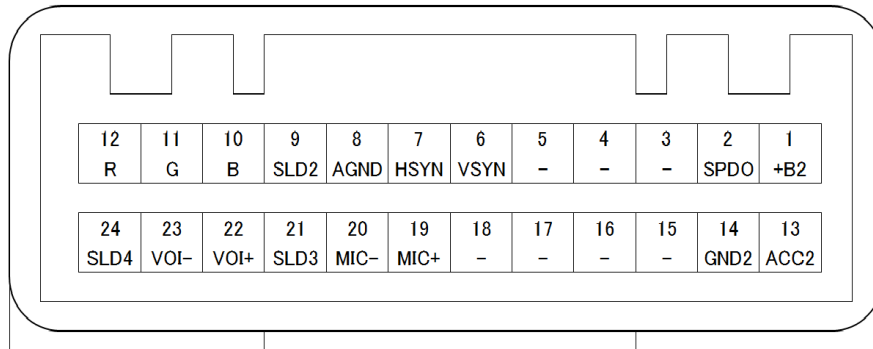 12 11 10 9 8 7 6 5 4 3 2 1
R G B SLD2 AGND HSYN VSYN - - - SPDO +B2
24 23 22 21 20 19 18 17 16 15 14 13
SLD4 VOI- VOI+ SLD3 MIC- MIC+ - - - - GND2 ACC2